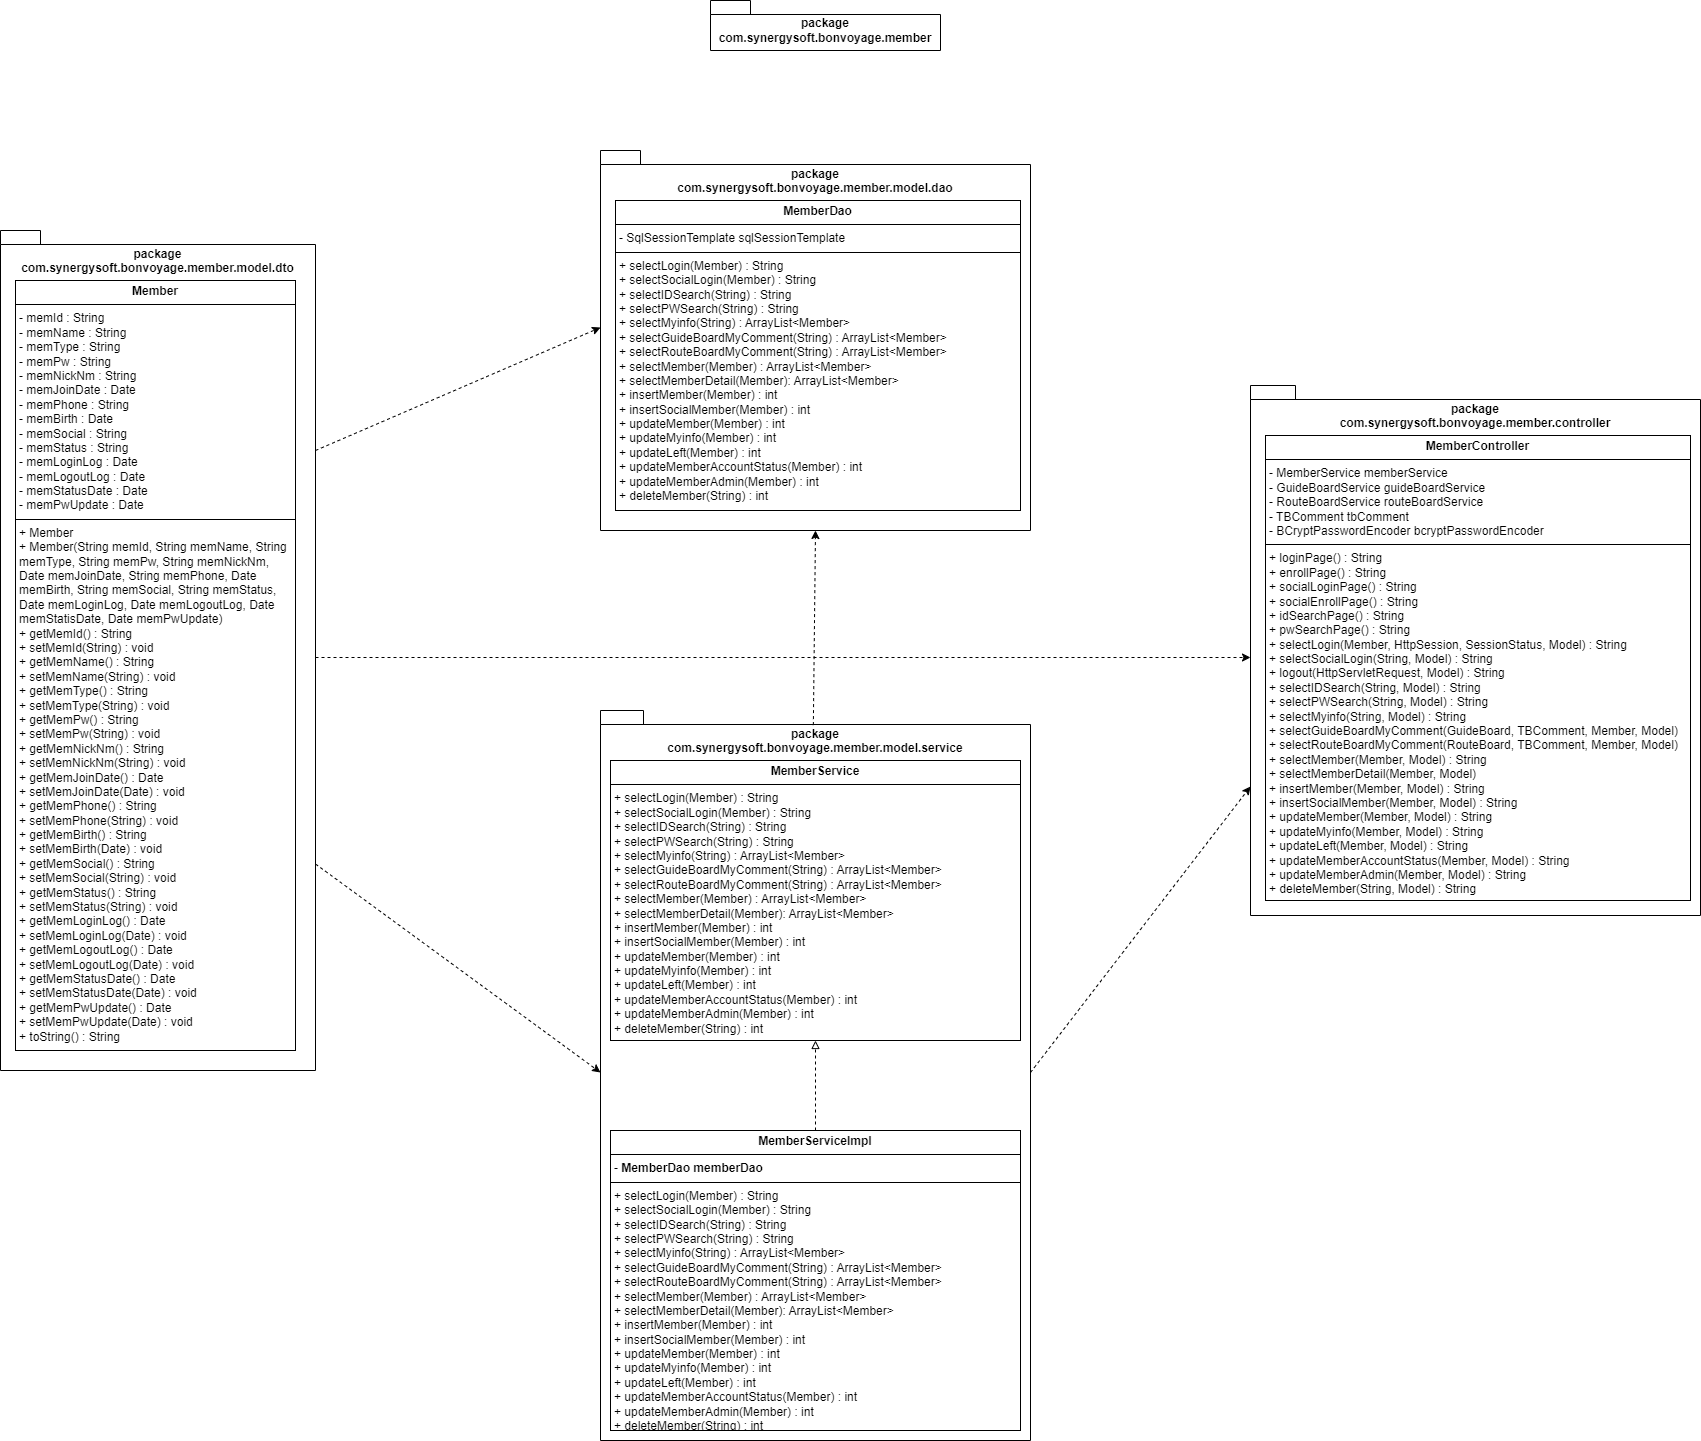 package
com.synergysoft.bonvoyage.member
package
com.synergysoft.bonvoyage.member.model.dao
MemberDao
- SqlSessionTemplate sqlSessionTemplate
+ selectLogin(Member) : String
+ selectSocialLogin(Member) : String
+ selectIDSearch(String) : String
+ selectPWSearch(String) : String
+ selectMyinfo(String) : ArrayList<Member>
+ selectGuideBoardMyComment(String) : ArrayList<Member>
+ selectRouteBoardMyComment(String) : ArrayList<Member>
+ selectMember(Member) : ArrayList<Member>
+ selectMemberDetail(Member): ArrayList<Member>
+ insertMember(Member) : int
+ insertSocialMember(Member) : int
+ updateMember(Member) : int
+ updateMyinfo(Member) : int
+ updateLeft(Member) : int
+ updateMemberAccountStatus(Member) : int
+ updateMemberAdmin(Member) : int
+ deleteMember(String) : int
package
com.synergysoft.bonvoyage.member.model.dto
Member
- memId : String
- memName : String
- memType : String
- memPw : String
- memNickNm : String
- memJoinDate : Date
- memPhone : String
- memBirth : Date
- memSocial : String
- memStatus : String
- memLoginLog : Date
- memLogoutLog : Date
- memStatusDate : Date
- memPwUpdate : Date
+ Member
+ Member(String memId, String memName, String
memType, String memPw, String memNickNm,
Date memJoinDate, String memPhone, Date
memBirth, String memSocial, String memStatus,
Date memLoginLog, Date memLogoutLog, Date
memStatisDate, Date memPwUpdate)
+ getMemId() : String
+ setMemId(String) : void
+ getMemName() : String
+ setMemName(String) : void
+ getMemType() : String
+ setMemType(String) : void
+ getMemPw() : String
+ setMemPw(String) : void
+ getMemNickNm() : String
+ setMemNickNm(String) : void
+ getMemJoinDate() : Date
+ setMemJoinDate(Date) : void
+ getMemPhone() : String
+ setMemPhone(String) : void
+ getMemBirth() : String
+ setMemBirth(Date) : void
+ getMemSocial() : String
+ setMemSocial(String) : void
+ getMemStatus() : String
+ setMemStatus(String) : void
+ getMemLoginLog() : Date
+ setMemLoginLog(Date) : void
+ getMemLogoutLog() : Date
+ setMemLogoutLog(Date) : void
+ getMemStatusDate() : Date
+ setMemStatusDate(Date) : void
+ getMemPwUpdate() : Date
+ setMemPwUpdate(Date) : void
+ toString() : String
package
com.synergysoft.bonvoyage.member.controller
MemberController
- MemberService memberService
- GuideBoardService guideBoardService
- RouteBoardService routeBoardService
- TBComment tbComment
- BCryptPasswordEncoder bcryptPasswordEncoder
+ loginPage() : String
+ enrollPage() : String
+ socialLoginPage() : String
+ socialEnrollPage() : String
+ idSearchPage() : String
+ pwSearchPage() : String
+ selectLogin(Member, HttpSession, SessionStatus, Model) : String
+ selectSocialLogin(String, Model) : String
+ logout(HttpServletRequest, Model) : String
+ selectIDSearch(String, Model) : String
+ selectPWSearch(String, Model) : String
+ selectMyinfo(String, Model) : String
+ selectGuideBoardMyComment(GuideBoard, TBComment, Member, Model)
+ selectRouteBoardMyComment(RouteBoard, TBComment, Member, Model)
+ selectMember(Member, Model) : String
+ selectMemberDetail(Member, Model)
+ insertMember(Member, Model) : String
+ insertSocialMember(Member, Model) : String
+ updateMember(Member, Model) : String
+ updateMyinfo(Member, Model) : String
+ updateLeft(Member, Model) : String
+ updateMemberAccountStatus(Member, Model) : String
+ updateMemberAdmin(Member, Model) : String
+ deleteMember(String, Model) : String
package
com.synergysoft.bonvoyage.member.model.service
MemberService
+ selectLogin(Member) : String
+ selectSocialLogin(Member) : String
+ selectIDSearch(String) : String
+ selectPWSearch(String) : String
+ selectMyinfo(String) : ArrayList<Member>
+ selectGuideBoardMyComment(String) : ArrayList<Member>
+ selectRouteBoardMyComment(String) : ArrayList<Member>
+ selectMember(Member) : ArrayList<Member>
+ selectMemberDetail(Member): ArrayList<Member>
+ insertMember(Member) : int
+ insertSocialMember(Member) : int
+ updateMember(Member) : int
+ updateMyinfo(Member) : int
+ updateLeft(Member) : int
+ updateMemberAccountStatus(Member) : int
+ updateMemberAdmin(Member) : int
+ deleteMember(String) : int
MemberServiceImpl
- MemberDao memberDao
+ selectLogin(Member) : String
+ selectSocialLogin(Member) : String
+ selectIDSearch(String) : String
+ selectPWSearch(String) : String
+ selectMyinfo(String) : ArrayList<Member>
+ selectGuideBoardMyComment(String) : ArrayList<Member>
+ selectRouteBoardMyComment(String) : ArrayList<Member>
+ selectMember(Member) : ArrayList<Member>
+ selectMemberDetail(Member): ArrayList<Member>
+ insertMember(Member) : int
+ insertSocialMember(Member) : int
+ updateMember(Member) : int
+ updateMyinfo(Member) : int
+ updateLeft(Member) : int
+ updateMemberAccountStatus(Member) : int
+ updateMemberAdmin(Member) : int
+ deleteMember(String) : int